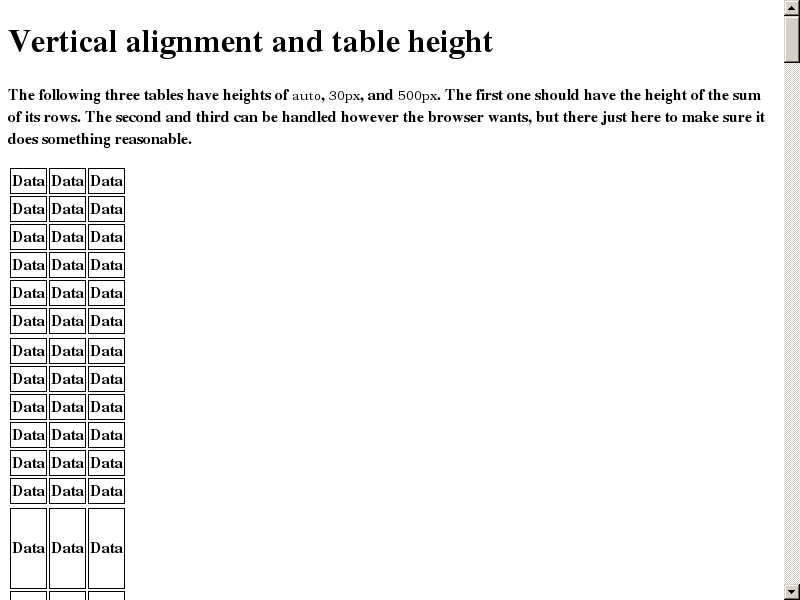 Vertical alignment and table height
The following three tables have heights of auto, 30px, and 500px. The first one should have the height of the sum
of its rows. The second and third can be handled however the browser wants, but there just here to make sure it
does something reasonable.
Data Data Data
Data Data Data
Data Data Data
Data Data Data
Data Data Data
Data Data Data
Data Data Data
Data Data Data
Data Data Data
Data Data Data
Data Data Data
Data Data Data
Data Data Data